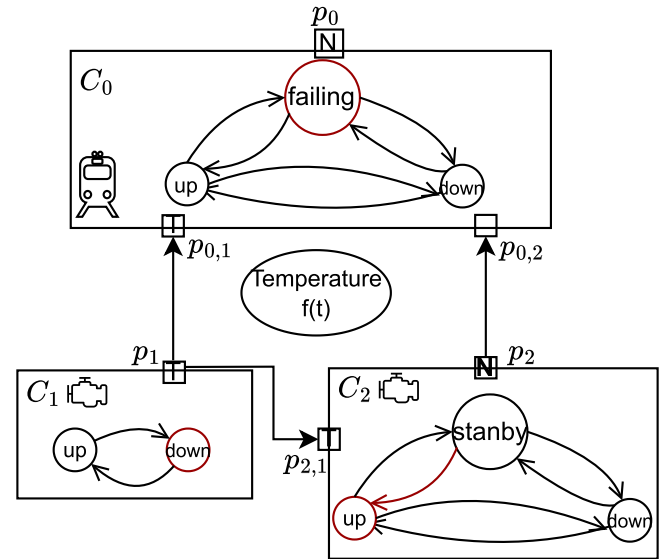 p0
N
C0
failing
up
down
T
p0,1
p0,2
Temperature
f(t)
p1
T
N
p2
C1
C2
up
down
T
p2,1
stanby
up
down